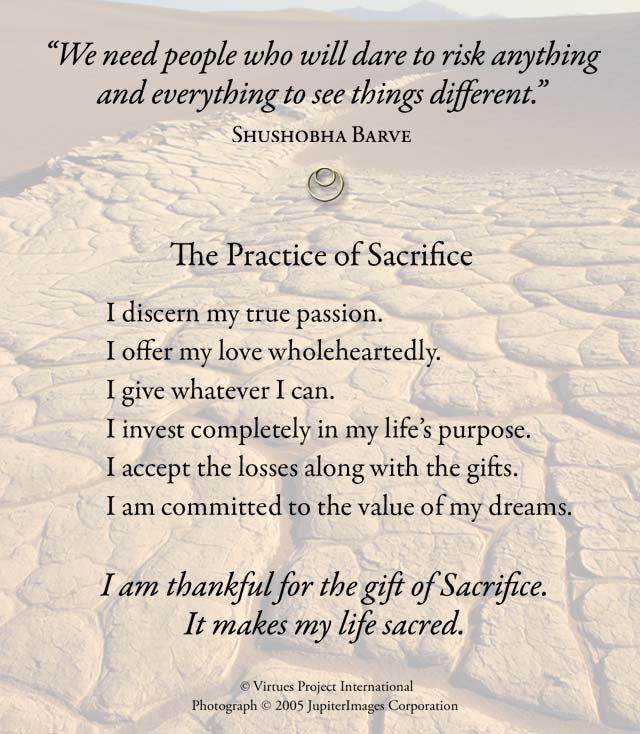 “We need people who will dare to risk anything
and everything to see things different.”
Shushobha Barve
The Practice of Sacrifice
I discern my true passion.
I offer my love wholeheartedly.
I give whatever I can.
I invest completely in my life’s purpose.
I accept the losses along with the gifts.
I am committed to the value of my dreams.
I am thankful for the gift of Sacrifice.
It makes my life sacred.
© Virtues Project International
Photograph © 2005 JupiterImages Corporation